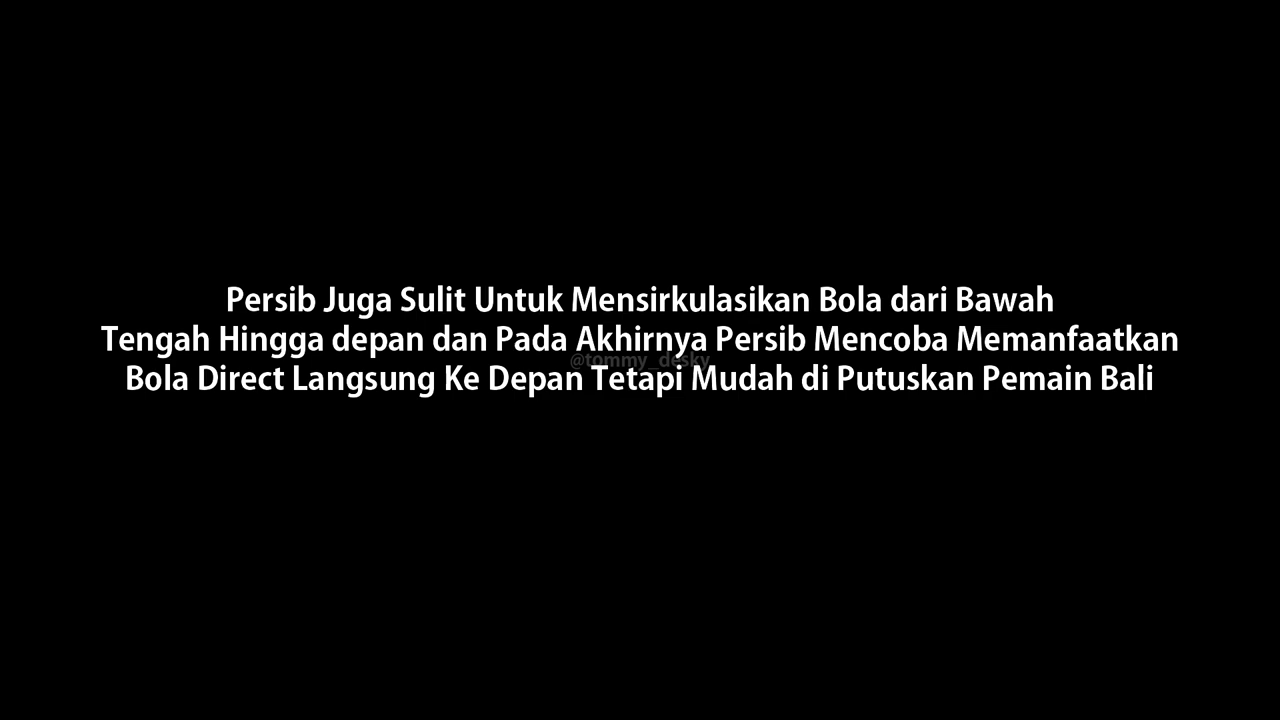 Persib Juga Sulit Untuk Mensirkulasikan Bola dari Bawah
Tengah Hingga depan dan Pada Akhirnya Persib Mencoba Memanfaatkan
@tommy_desky
Bola Direct Langsung Ke Depan Tetapi Mudah di Putuskan Pemain Bali